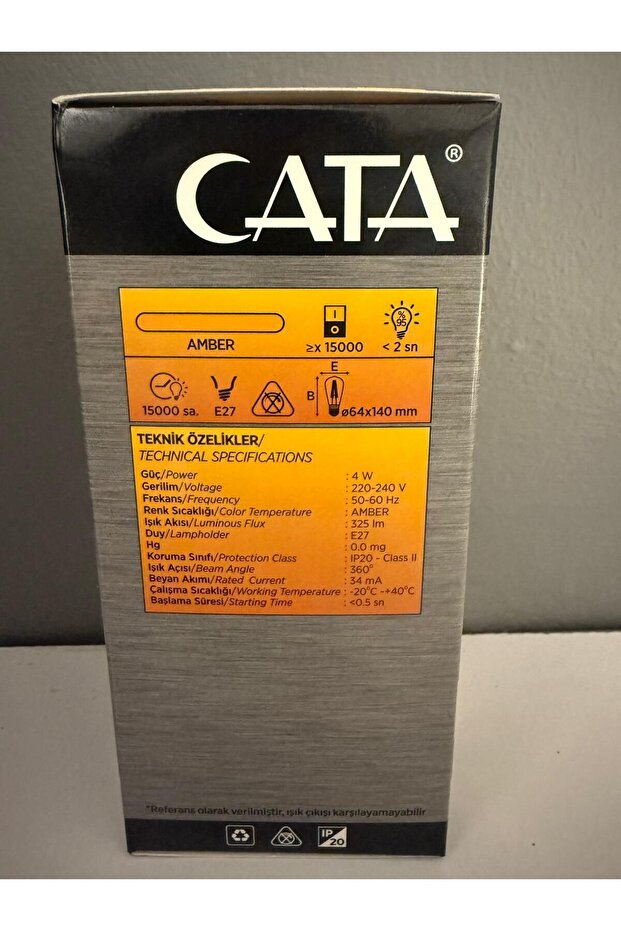 CATA®
I
O
% 95
AMBER
≥x 15000
< 2 sn
E
B
15000 sa.
E27
ø64x140 mm
TEKNİK ÖZELİKLER/
TECHNICAL SPECIFICATIONS
Güç/Power : 4 W
Gerilim/Voltage : 220-240 V
Frekans/Frequency : 50-60 Hz
Renk Sıcaklığı/Color Temperature : AMBER
Işık Akısı/Luminous Flux : 325 lm
Duy/Lampholder : E27
Hg : 0.0 mg
Koruma Sınıfı/Protection Class : IP20 - Class II
Işık Açısı/Beam Angle : 360°
Beyan Akımı/Rated Current : 34 mA
Çalışma Sıcaklığı/Working Temperature : -20°C -+40°C
Başlama Süresi/Starting Time : <0.5 sn
*Referans olarak verilmiştir, ışık çıkışı karşılayamayabilir
IP
20